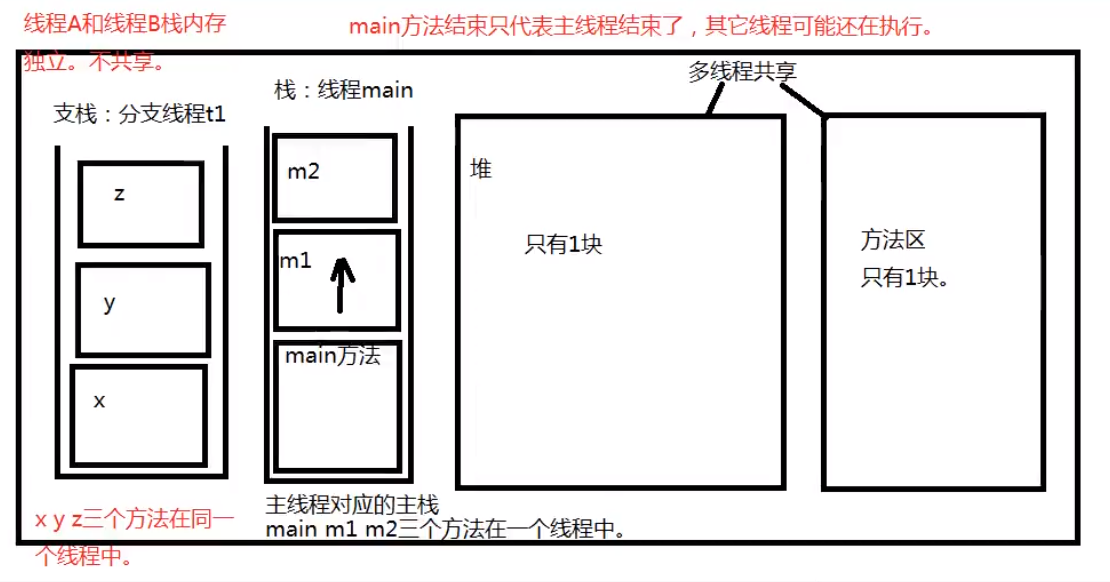 线程A和线程B栈内存
独立。不共享。
main方法结束只代表主线程结束了，其它线程可能还在执行。
多线程共享
支栈：分支线程t1
栈：线程main
z
y
x
m2
m1
main方法
堆
只有1块
方法区
只有1块。
x y z三个方法在同一
个线程中。
主线程对应的主栈
main m1 m2三个方法在一个线程中。